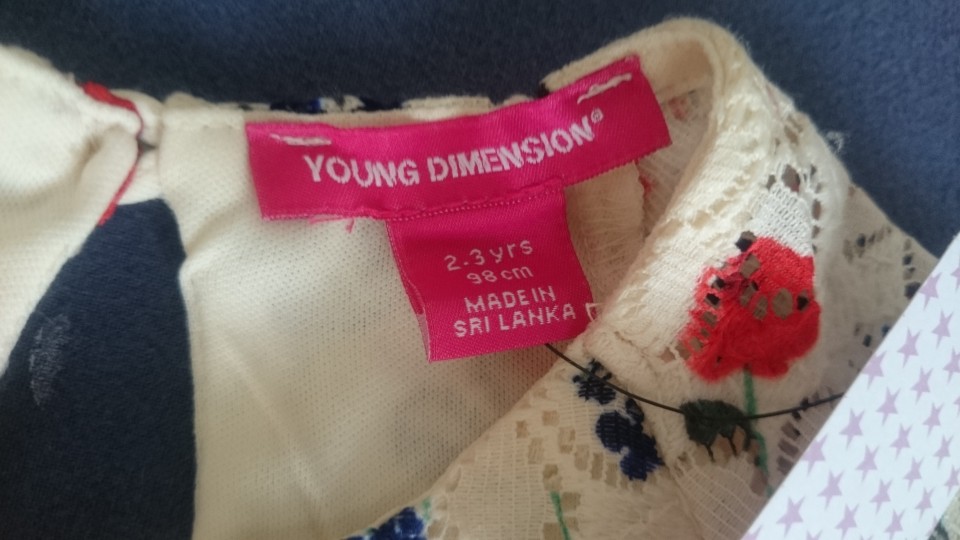 YOUNG DIMENSION®
2-3 yrs
98 cm
MADE IN
SRI LANKA